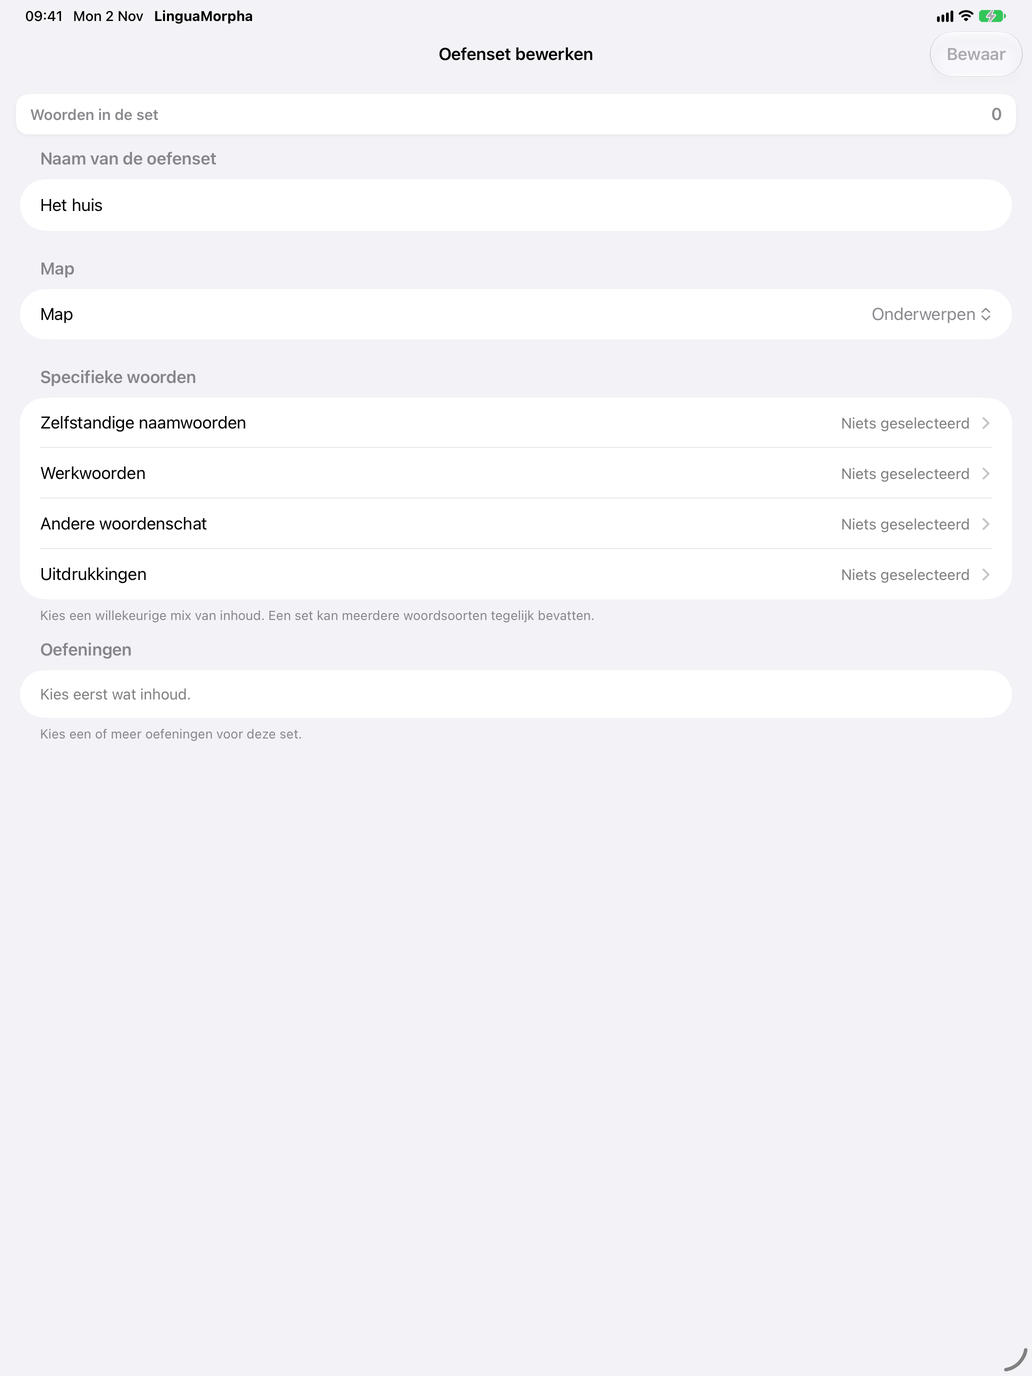 09:41 Mon 2 Nov LinguaMorpha
Oefenset bewerken
Bewaar
Woorden in de set 0
Naam van de oefenset
Het huis
Map
Map Onderwerpen
Specifieke woorden
Zelfstandige naamwoorden Niets geselecteerd
Werkwoorden Niets geselecteerd
Andere woordenschat Niets geselecteerd
Uitdrukkingen Niets geselecteerd
Kies een willekeurige mix van inhoud. Een set kan meerdere woordsoorten tegelijk bevatten.
Oefeningen
Kies eerst wat inhoud.
Kies een of meer oefeningen voor deze set.